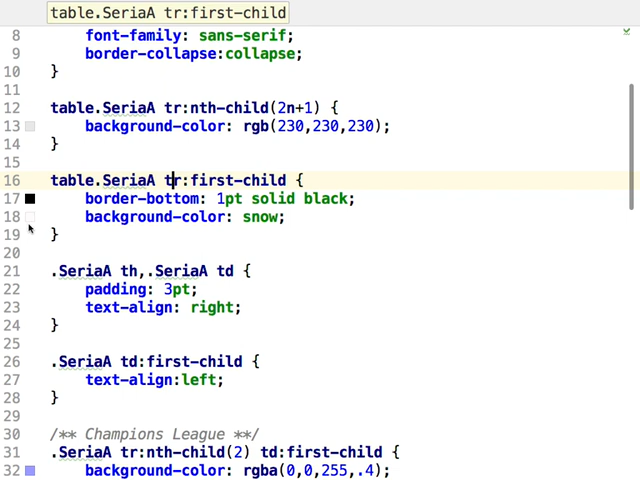 table.SeriaA tr:first-child
8 font-family: sans-serif;
9 border-collapse:collapse;
10 }
11
12 table.SeriaA tr:nth-child(2n+1) {
13 background-color: rgb(230,230,230);
14 }
15
16 table.SeriaA tr:first-child {
17 border-bottom: 1pt solid black;
18 background-color: snow;
19 }
20
21 .SeriaA th,.SeriaA td {
22 padding: 3pt;
23 text-align: right;
24 }
25
26 .SeriaA td:first-child {
27 text-align:left;
28 }
29
30 /** Champions League **/
31 .SeriaA tr:nth-child(2) td:first-child {
32 background-color: rgba(0,0,255,.4);